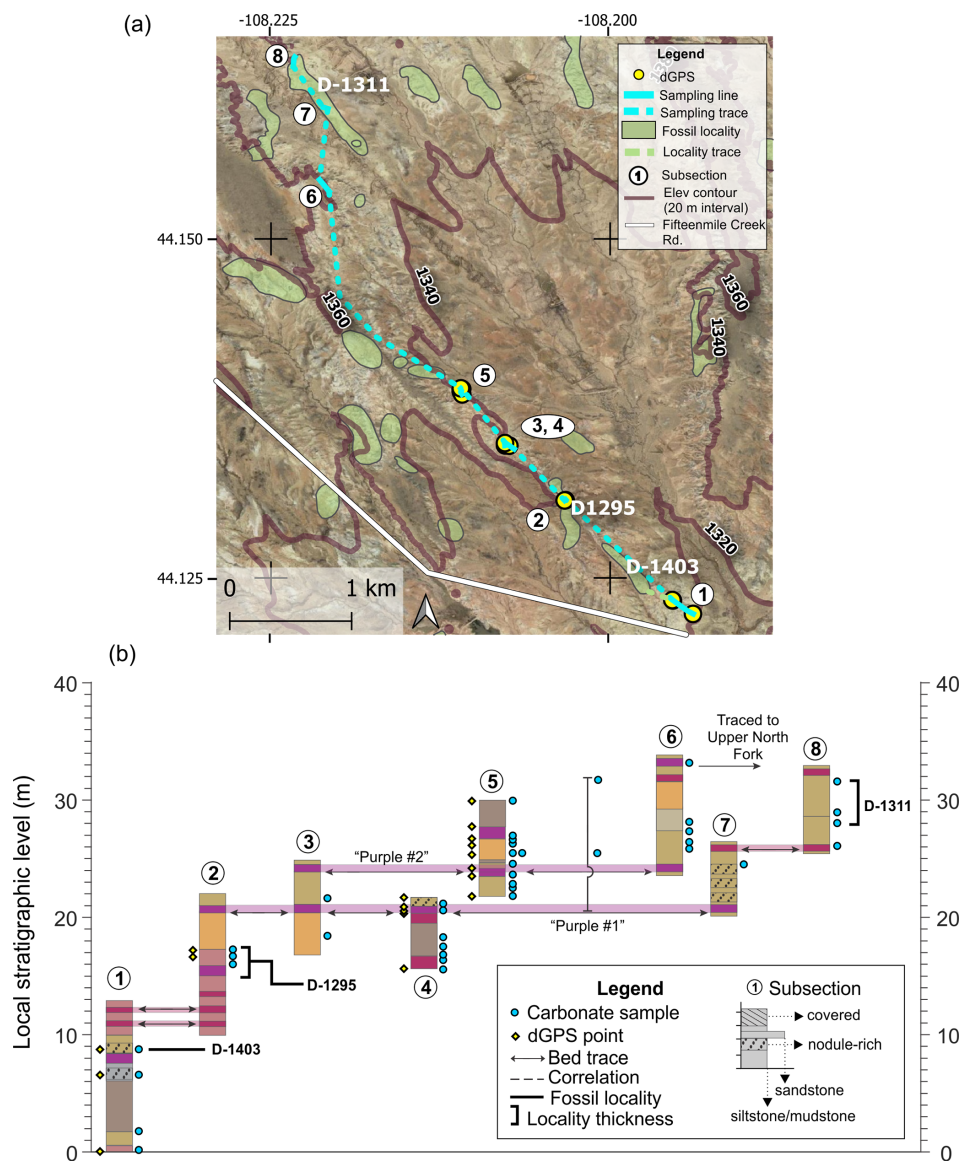 (a)
-108.225
-108.200
8
D-1311
7
6
44.150
1340
1360
1360
1340
5
3, 4
2
D1295
1320
D-1403
44.125
1
0
1 km
Legend
dGPS
Sampling line
Sampling trace
Fossil locality
Locality trace
1
Subsection
Elev contour
(20 m interval)
Fifteenmile Creek
Rd.
(b)
Local stratigraphic level (m)
40
30
20
10
0
40
30
20
10
0
1
2
3
4
5
6
7
8
Traced to
Upper North
Fork
D-1311
"Purple #2"
"Purple #1"
D-1295
D-1403
Legend
Carbonate sample
dGPS point
Bed trace
Correlation
Fossil locality
Locality thickness
1 Subsection
covered
nodule-rich
sandstone
siltstone/mudstone